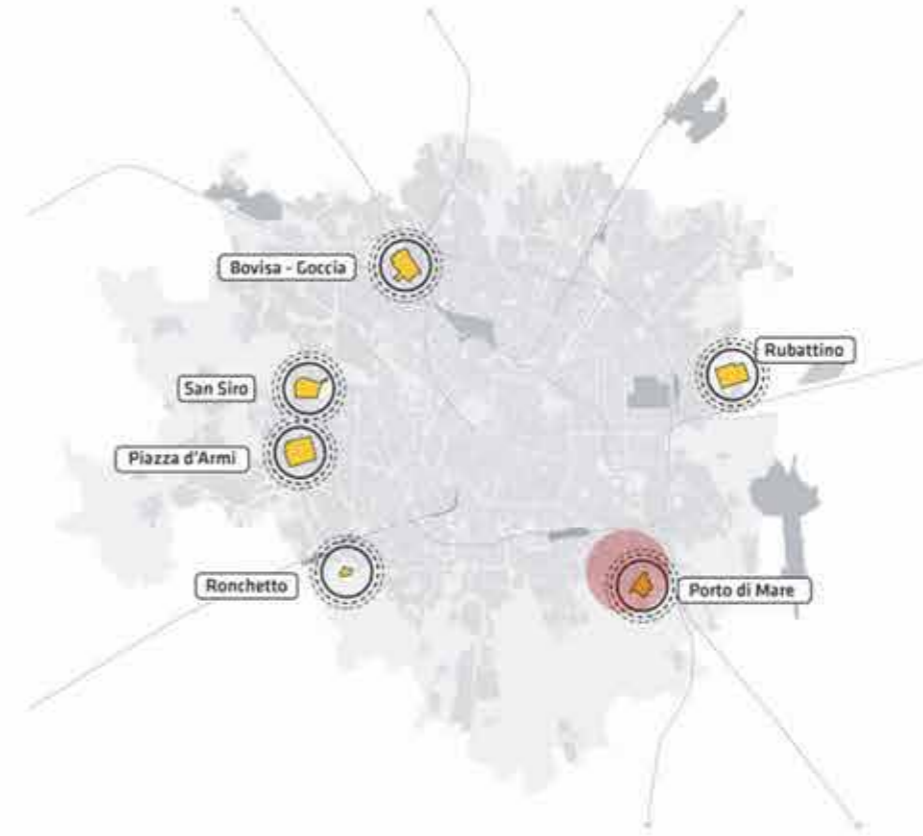 Bovisa - Goccia
Rubattino
San Siro
Piazza d'Armi
Ronchetto
Porto di Mare